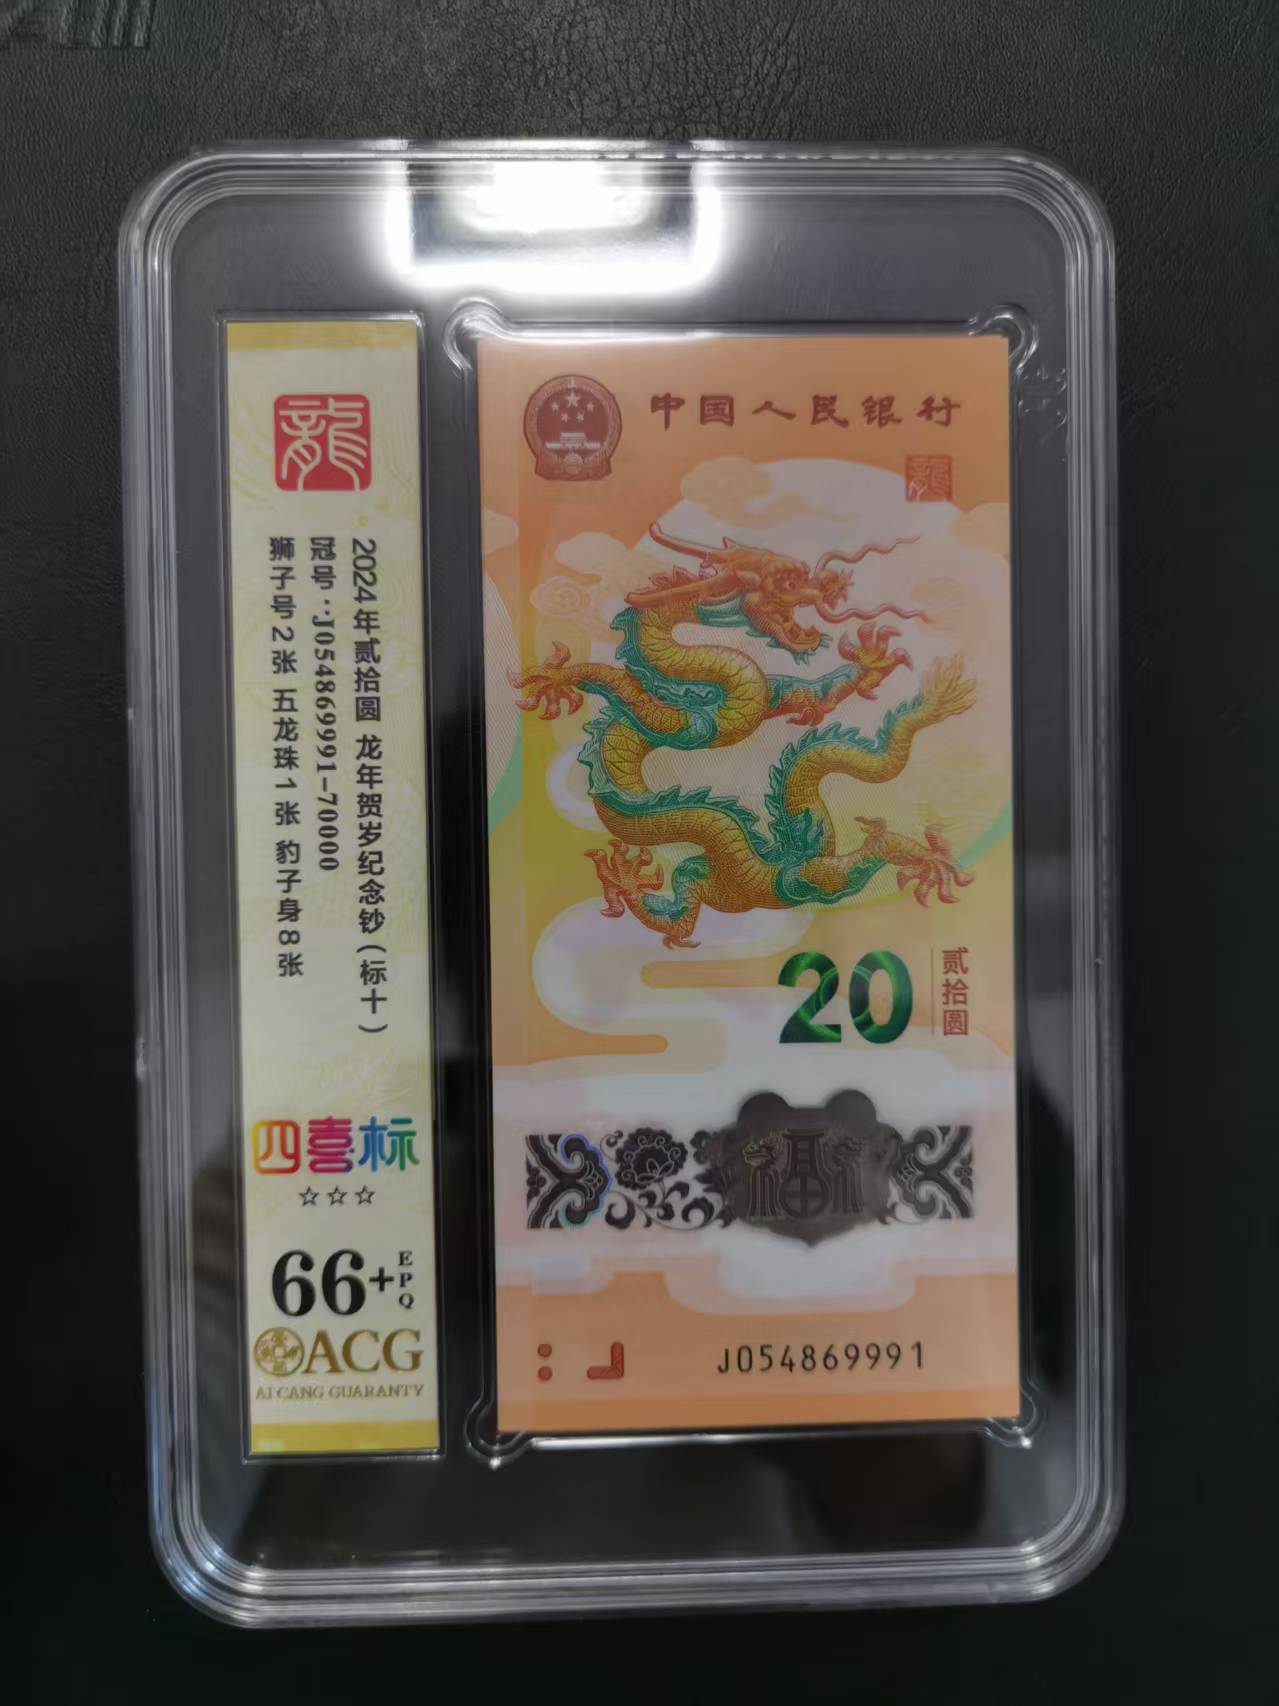 龍
2024年贰拾圆 龙年贺岁纪念钞(标十)
冠号:J054869991-70000
狮子号2张 五龙珠1张 豹子身8张
四喜标
☆☆☆
66+ EPQ
ACG
AI CANG GUARANTY
中国人民银行
龍
20
贰拾圆
福
J054869991